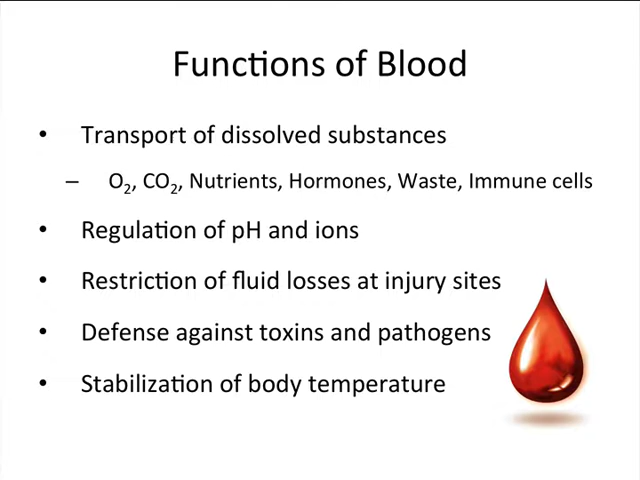 Functions of Blood
• Transport of dissolved substances
– O₂, CO₂, Nutrients, Hormones, Waste, Immune cells
• Regulation of pH and ions
• Restriction of fluid losses at injury sites
• Defense against toxins and pathogens
• Stabilization of body temperature